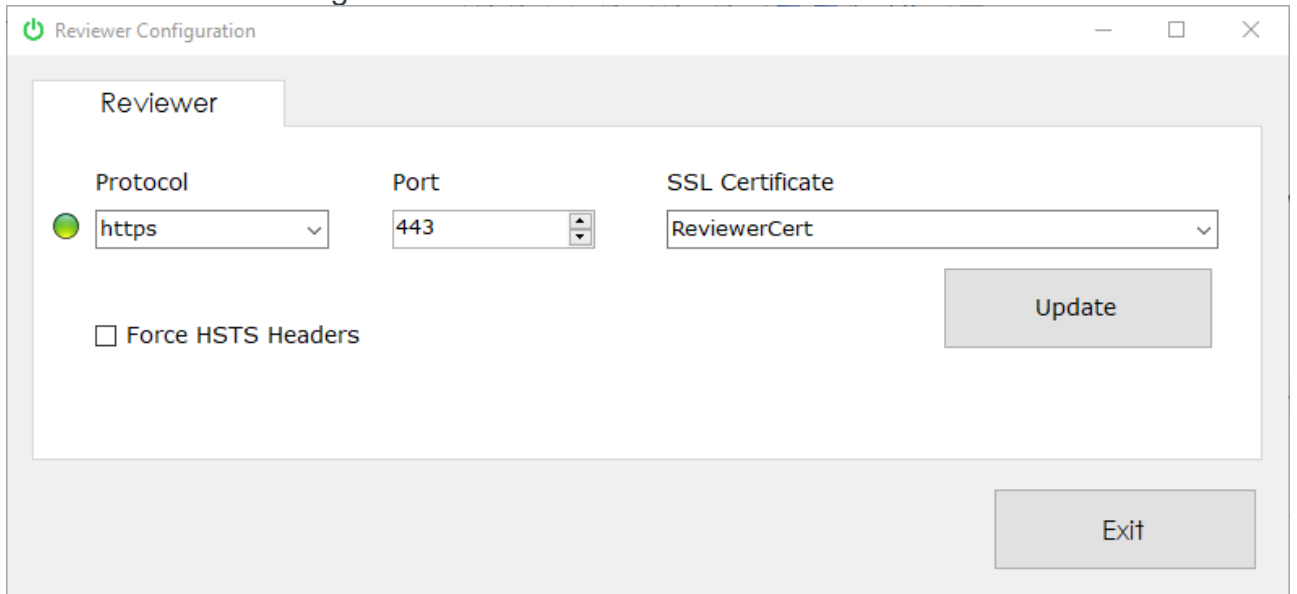 Reviewer Configuration
Reviewer
Protocol Port SSL Certificate
https 443 ReviewerCert
Update
Force HSTS Headers
Exit